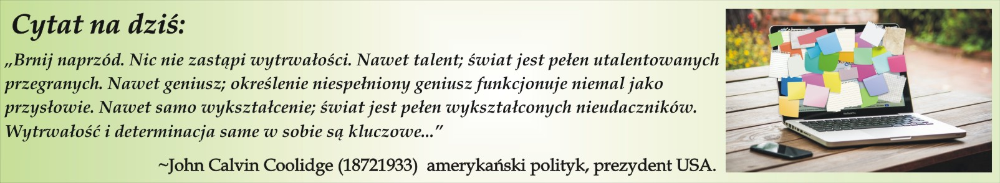 Cytat na dziś:
„Brnij naprzód. Nic nie zastąpi wytrwałości. Nawet talent; świat jest pełen utalentowanych
przegranych. Nawet geniusz; określenie niespełniony geniusz funkcjonuje niemal jako
przysłowie. Nawet samo wykształcenie; świat jest pełen wykształconych nieudaczników.
Wytrwałość i determinacja same w sobie są kluczowe...”
~John Calvin Coolidge (18721933) amerykański polityk, prezydent USA.